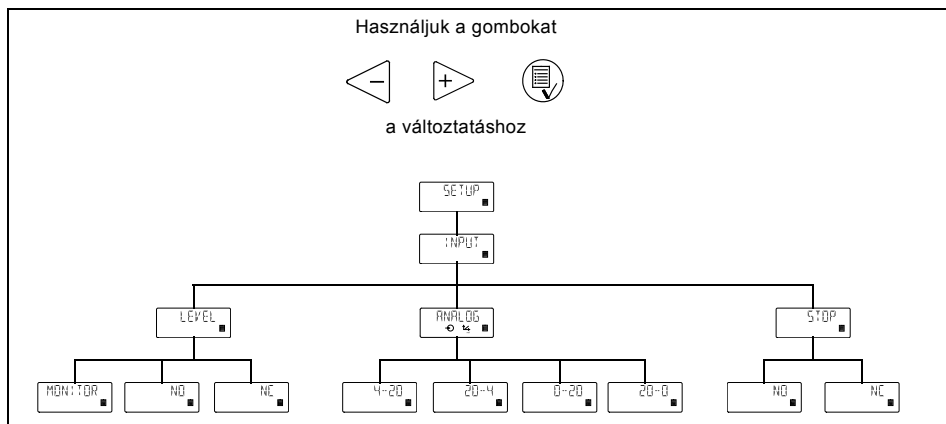 Használjuk a gombokat
− +
a változtatáshoz
SETUP
INPUT
LEVEL ANALOG STOP
MONITOR NO NC 4-20 20-4 0-20 20-0 NO NC